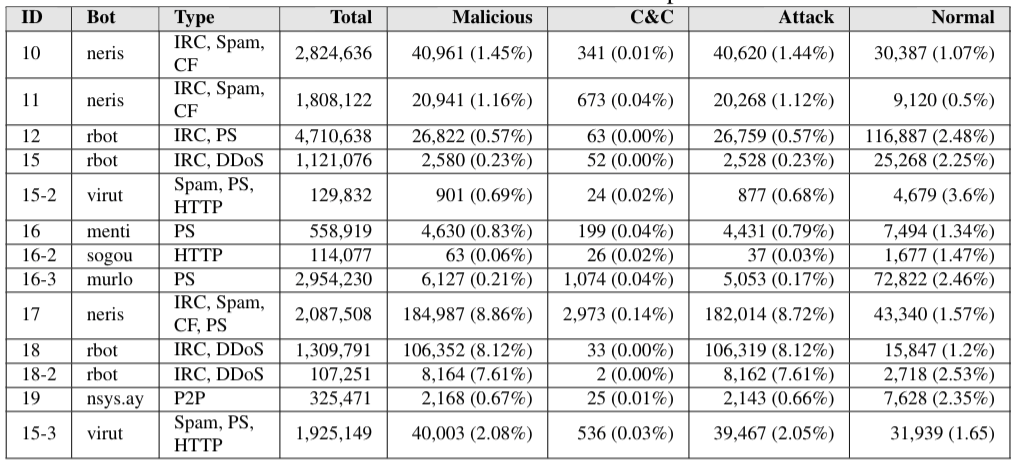 ID Bot Type Total Malicious C&C Attack Normal
10 neris IRC, Spam, CF 2,824,636 40,961 (1.45%) 341 (0.01%) 40,620 (1.44%) 30,387 (1.07%)
11 neris IRC, Spam, CF 1,808,122 20,941 (1.16%) 673 (0.04%) 20,268 (1.12%) 9,120 (0.5%)
12 rbot IRC, PS 4,710,638 26,822 (0.57%) 63 (0.00%) 26,759 (0.57%) 116,887 (2.48%)
15 rbot IRC, DDoS 1,121,076 2,580 (0.23%) 52 (0.00%) 2,528 (0.23%) 25,268 (2.25%)
15-2 virut Spam, PS, HTTP 129,832 901 (0.69%) 24 (0.02%) 877 (0.68%) 4,679 (3.6%)
16 menti PS 558,919 4,630 (0.83%) 199 (0.04%) 4,431 (0.79%) 7,494 (1.34%)
16-2 sogou HTTP 114,077 63 (0.06%) 26 (0.02%) 37 (0.03%) 1,677 (1.47%)
16-3 murlo PS 2,954,230 6,127 (0.21%) 1,074 (0.04%) 5,053 (0.17%) 72,822 (2.46%)
17 neris IRC, Spam, CF, PS 2,087,508 184,987 (8.86%) 2,973 (0.14%) 182,014 (8.72%) 43,340 (1.57%)
18 rbot IRC, DDoS 1,309,791 106,352 (8.12%) 33 (0.00%) 106,319 (8.12%) 15,847 (1.2%)
18-2 rbot IRC, DDoS 107,251 8,164 (7.61%) 2 (0.00%) 8,162 (7.61%) 2,718 (2.53%)
19 nsys.ay P2P 325,471 2,168 (0.67%) 25 (0.01%) 2,143 (0.66%) 7,628 (2.35%)
15-3 virut Spam, PS, HTTP 1,925,149 40,003 (2.08%) 536 (0.03%) 39,467 (2.05%) 31,939 (1.65)